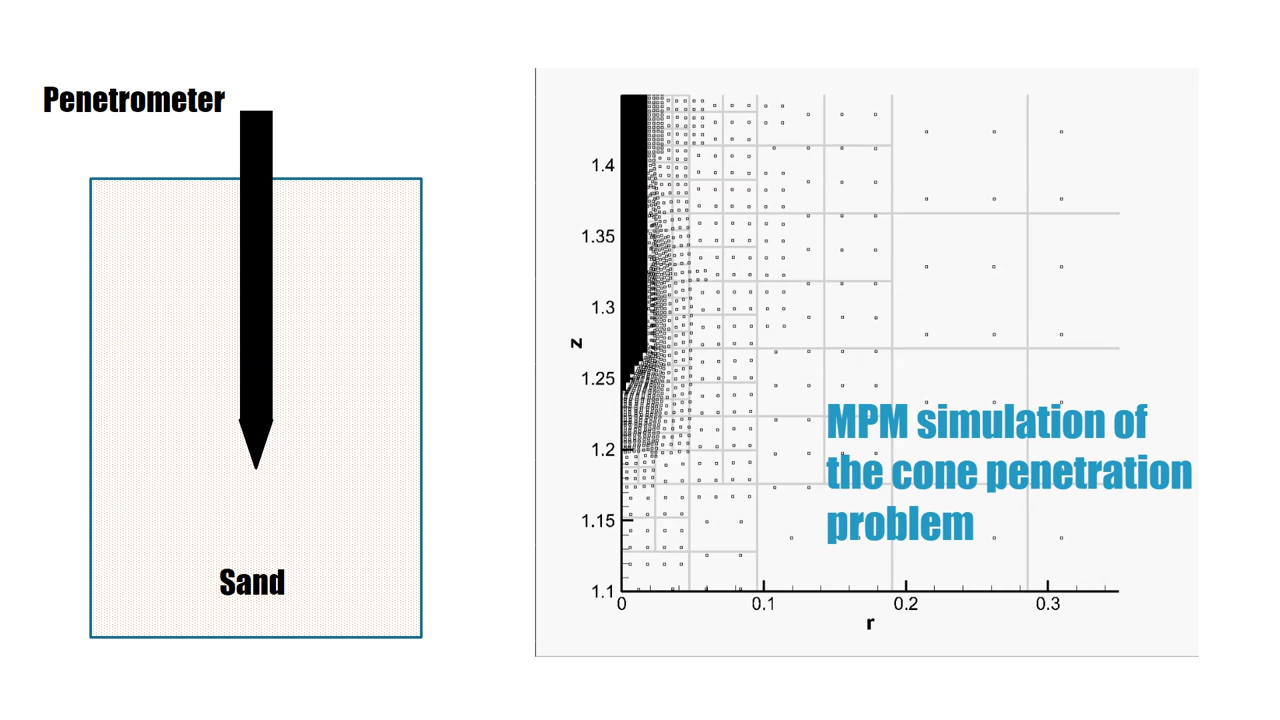 Penetrometer
Sand
1.4
1.35
1.3
z
1.25
1.2
1.15
1.1
0
0.1
0.2
0.3
r
MPM simulation of
the cone penetration
problem